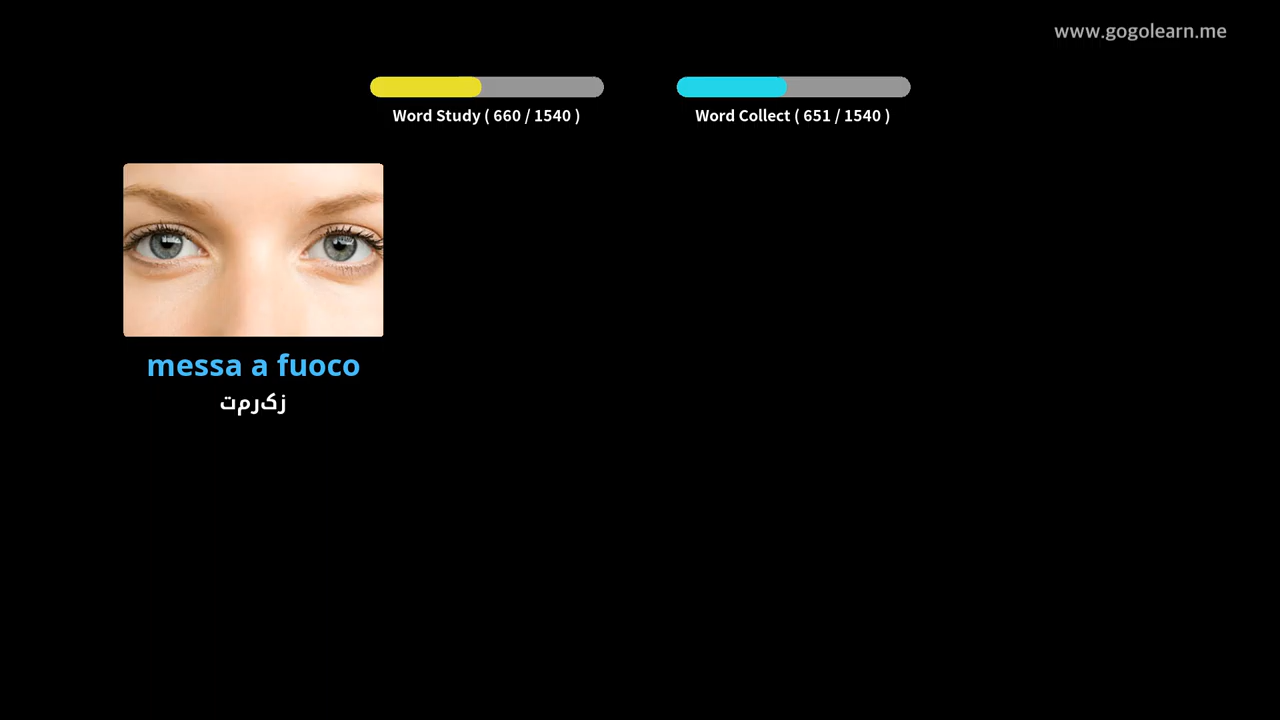 www.gogolearn.me
Word Study ( 660 / 1540 )
Word Collect ( 651 / 1540 )
messa a fuoco
زکرمت